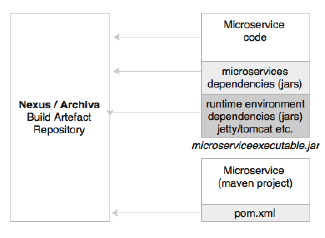 Nexus / Archiva
Build Artefact
Repository
Microservice
code
microservices
dependencies (jars)
runtime environment
dependencies (jars)
jetty/tomcat etc.
microserviceexecutable.jar
Microservice
(maven project)
pom.xml